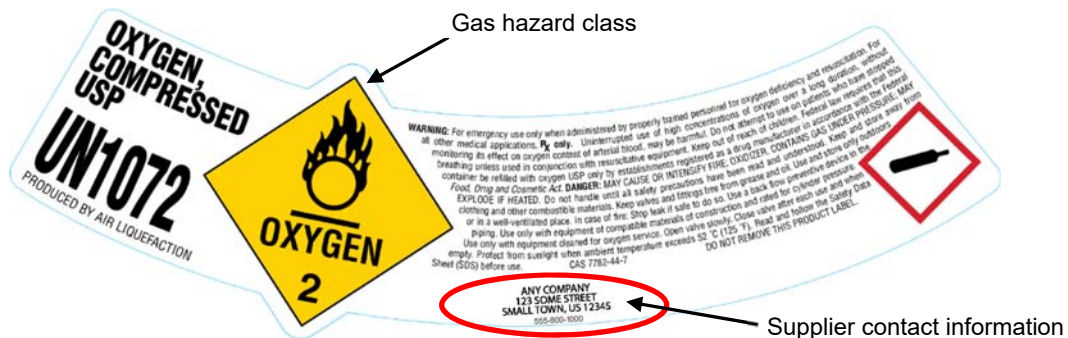 Gas hazard class
OXYGEN,
COMPRESSED
USP
UN1072
PRODUCED BY AIR LIQUEFACTION
OXYGEN
2
WARNING: For emergency use only when administered by properly trained personnel for oxygen deficiency and resuscitation. For
all other medical applications, Rx only. Uninterrupted use of high concentrations of oxygen over a long duration, without
monitoring its effect on oxygen content of arterial blood, may be harmful. Do not attempt to use on patients who have stopped
breathing unless used in conjunction with resuscitative equipment. Keep out of reach of children. Federal law requires that this
container be refilled with oxygen USP only by establishments registered as a drug manufacturer in accordance with the Federal
Food, Drug and Cosmetic Act. DANGER: MAY CAUSE OR INTENSIFY FIRE: OXIDIZER. CONTAINS GAS UNDER PRESSURE. MAY
EXPLODE IF HEATED. Do not handle until all safety precautions, have been read and understood. Keep and store away from
clothing and other combustible materials. Keep valves and fittings free from grease and oil. Use and store only outdoors
or in a well-ventilated place. In case of fire: Stop leak if safe to do so. Use a back flow preventive device in the
piping. Use only with equipment of compatible materials of construction and rated for cylinder pressure.
Use only with equipment cleaned for oxygen service. Open valve slowly. Close valve after each use and when
empty. Protect from sunlight when ambient temperature exceeds 52 °C (125 °F). Read and follow the Safety Data
Sheet (SDS) before use. CAS 7782-44-7 DO NOT REMOVE THIS PRODUCT LABEL.
ANY COMPANY
123 SOME STREET
SMALL TOWN, US 12345
555-800-1000
Supplier contact information